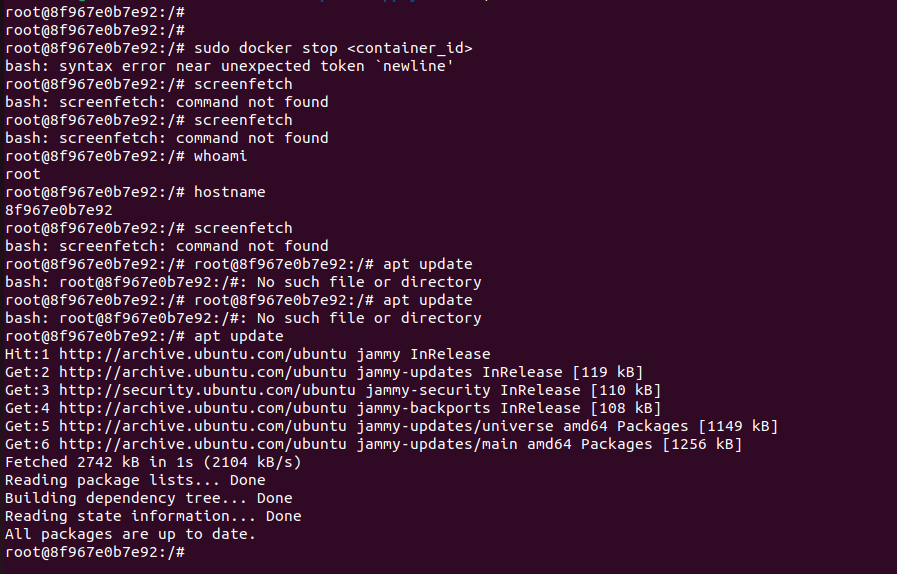 root@8f967e0b7e92:/#
root@8f967e0b7e92:/#
root@8f967e0b7e92:/# sudo docker stop <container_id>
bash: syntax error near unexpected token `newline'
root@8f967e0b7e92:/# screenfetch
bash: screenfetch: command not found
root@8f967e0b7e92:/# screenfetch
bash: screenfetch: command not found
root@8f967e0b7e92:/# whoami
root
root@8f967e0b7e92:/# hostname
8f967e0b7e92
root@8f967e0b7e92:/# screenfetch
bash: screenfetch: command not found
root@8f967e0b7e92:/# root@8f967e0b7e92:/# apt update
bash: root@8f967e0b7e92:/#: No such file or directory
root@8f967e0b7e92:/# root@8f967e0b7e92:/# apt update
bash: root@8f967e0b7e92:/#: No such file or directory
root@8f967e0b7e92:/# apt update
Hit:1 http://archive.ubuntu.com/ubuntu jammy InRelease
Get:2 http://archive.ubuntu.com/ubuntu jammy-updates InRelease [119 kB]
Get:3 http://security.ubuntu.com/ubuntu jammy-security InRelease [110 kB]
Get:4 http://archive.ubuntu.com/ubuntu jammy-backports InRelease [108 kB]
Get:5 http://archive.ubuntu.com/ubuntu jammy-updates/universe amd64 Packages [1149 kB]
Get:6 http://archive.ubuntu.com/ubuntu jammy-updates/main amd64 Packages [1256 kB]
Fetched 2742 kB in 1s (2104 kB/s)
Reading package lists... Done
Building dependency tree... Done
Reading state information... Done
All packages are up to date.
root@8f967e0b7e92:/#